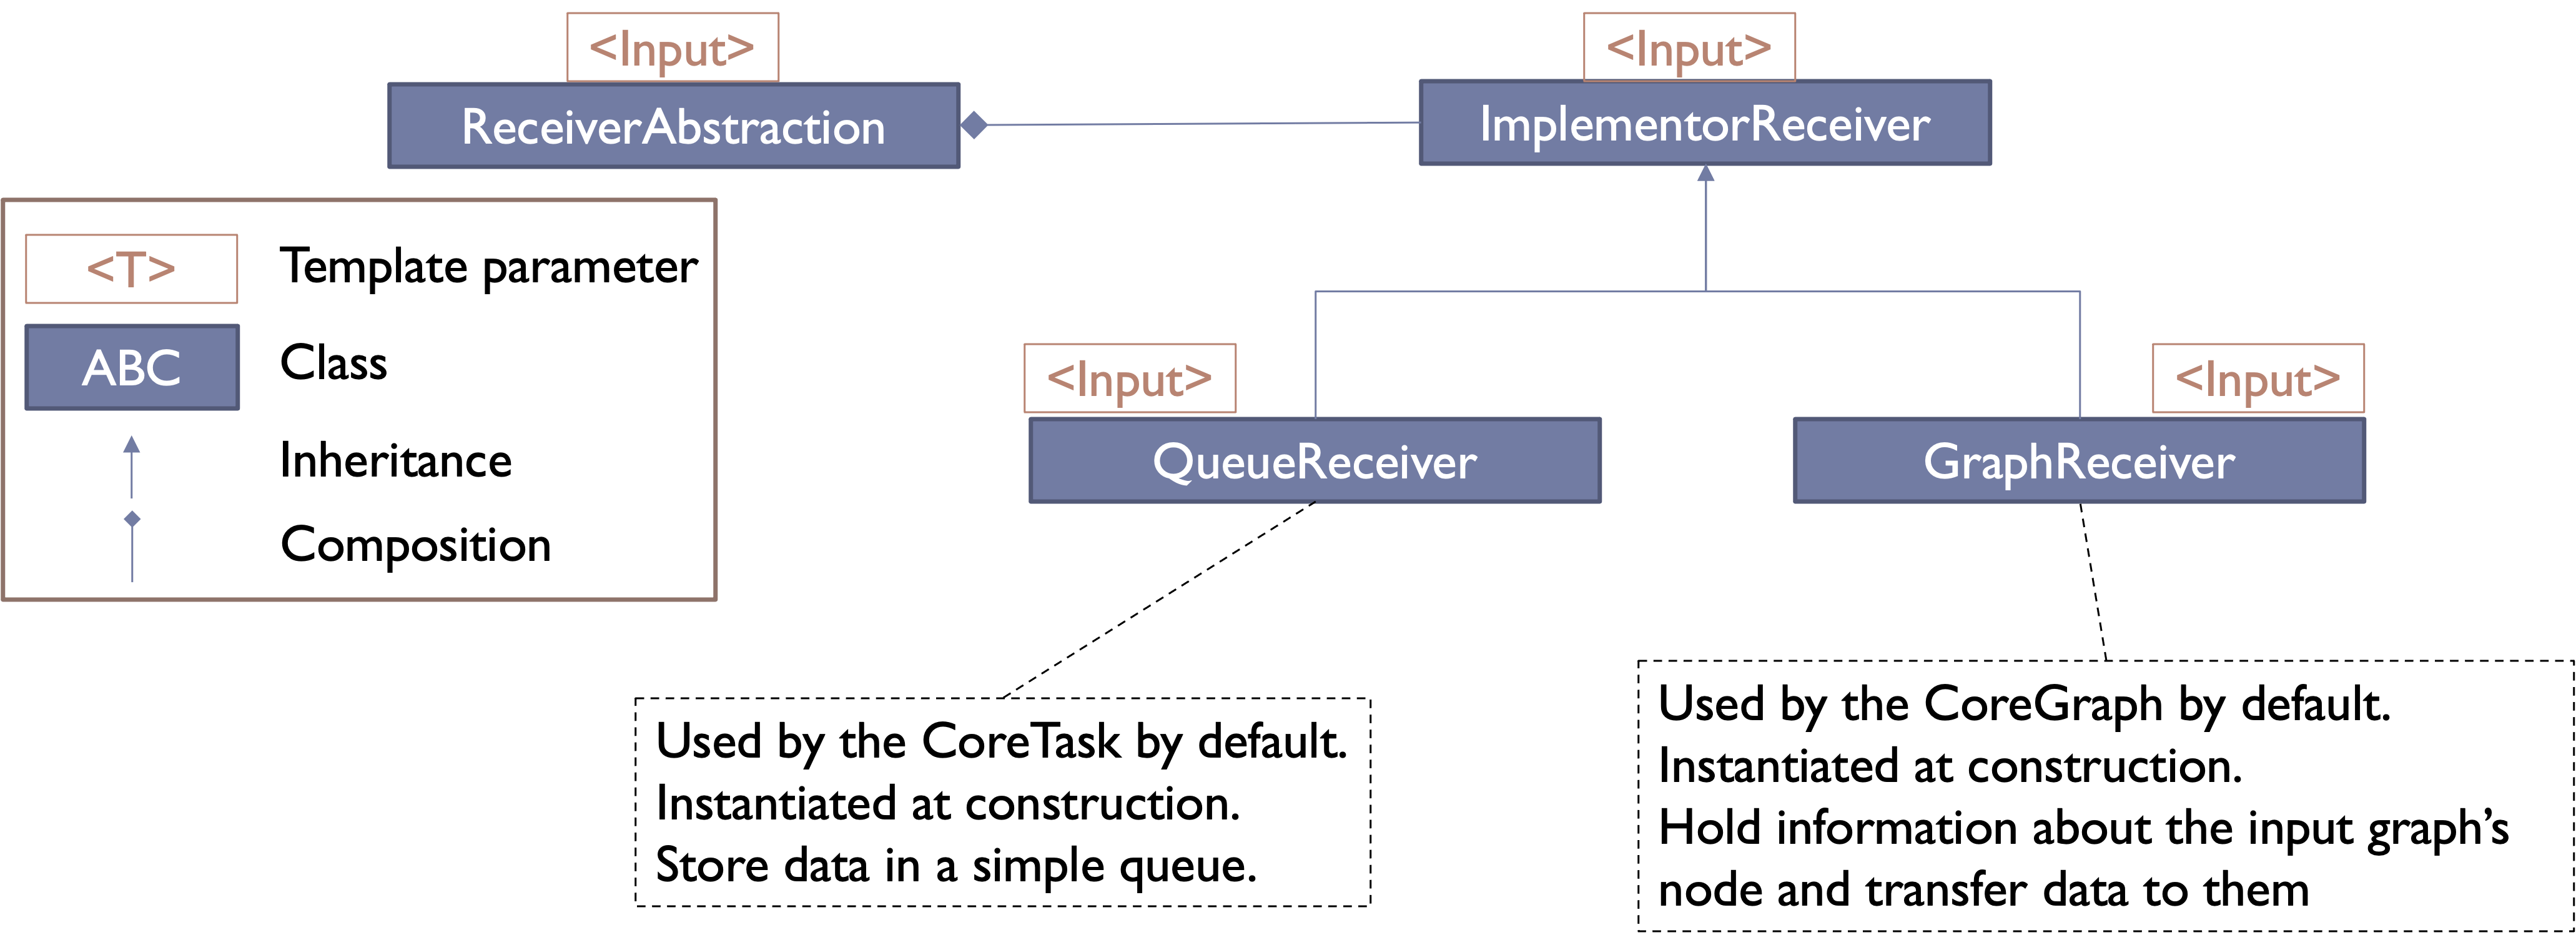 <Input>
<Input>
ReceiverAbstraction
ImplementorReceiver
<T>
Template parameter
ABC
Class
Inheritance
Composition
<Input>
<Input>
QueueReceiver
GraphReceiver
Used by the CoreTask by default.
Instantiated at construction.
Store data in a simple queue.
Used by the CoreGraph by default.
Instantiated at construction.
Hold information about the input graph’s
node and transfer data to them